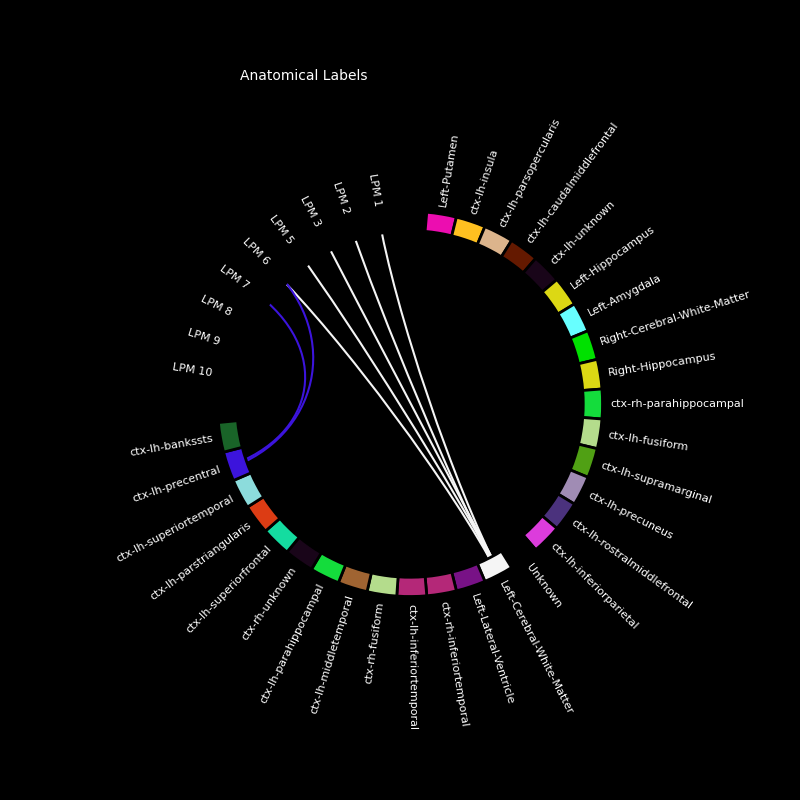 Anatomical Labels
LPM 1
LPM 2
LPM 3
LPM 5
LPM 6
LPM 7
LPM 8
LPM 9
LPM 10
ctx-lh-bankssts
ctx-lh-precentral
ctx-lh-superiortemporal
ctx-lh-parstriangularis
ctx-lh-superiorfrontal
ctx-rh-unknown
ctx-lh-parahippocampal
ctx-lh-middletemporal
ctx-rh-fusiform
ctx-lh-inferiortemporal
ctx-rh-inferiortemporal
Left-Lateral-Ventricle
Left-Cerebral-White-Matter
Unknown
ctx-lh-inferiorparietal
ctx-lh-rostralmiddlefrontal
ctx-lh-precuneus
ctx-lh-supramarginal
ctx-lh-fusiform
ctx-rh-parahippocampal
Right-Hippocampus
Right-Cerebral-White-Matter
Left-Amygdala
Left-Hippocampus
ctx-lh-unknown
ctx-lh-caudalmiddlefrontal
ctx-lh-parsopercularis
ctx-lh-insula
Left-Putamen